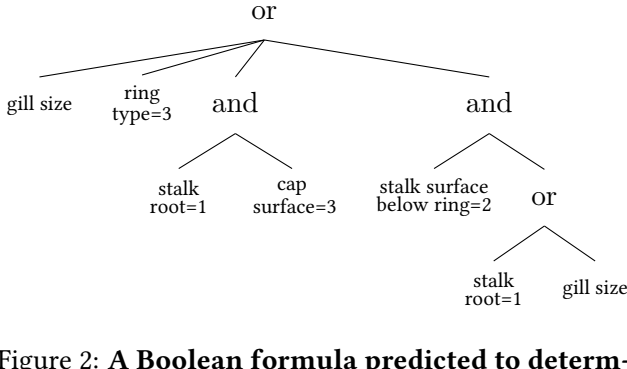 or
gill size
ring
type=3
and
and
stalk
root=1
cap
surface=3
stalk surface
below ring=2
or
stalk
root=1
gill size
Figure 2: A Boolean formula predicted to determ-